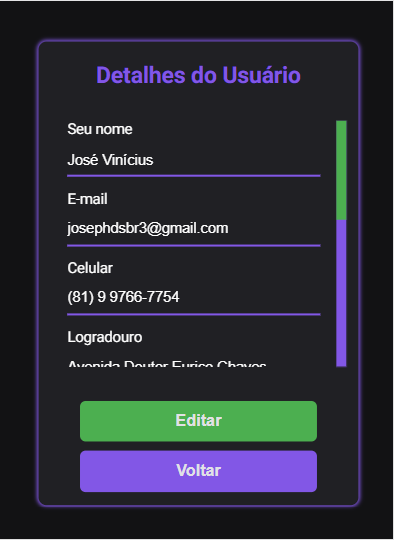 Detalhes do Usuário
Seu nome
José Vinícius
E-mail
josephdsbr3@gmail.com
Celular
(81) 9 9766-7754
Logradouro
Avenida Doutor Eurico Chaves
Editar
Voltar